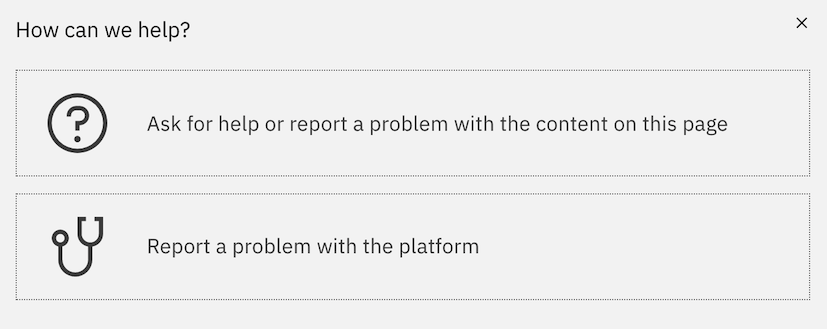 How can we help?
Ask for help or report a problem with the content on this page
Report a problem with the platform